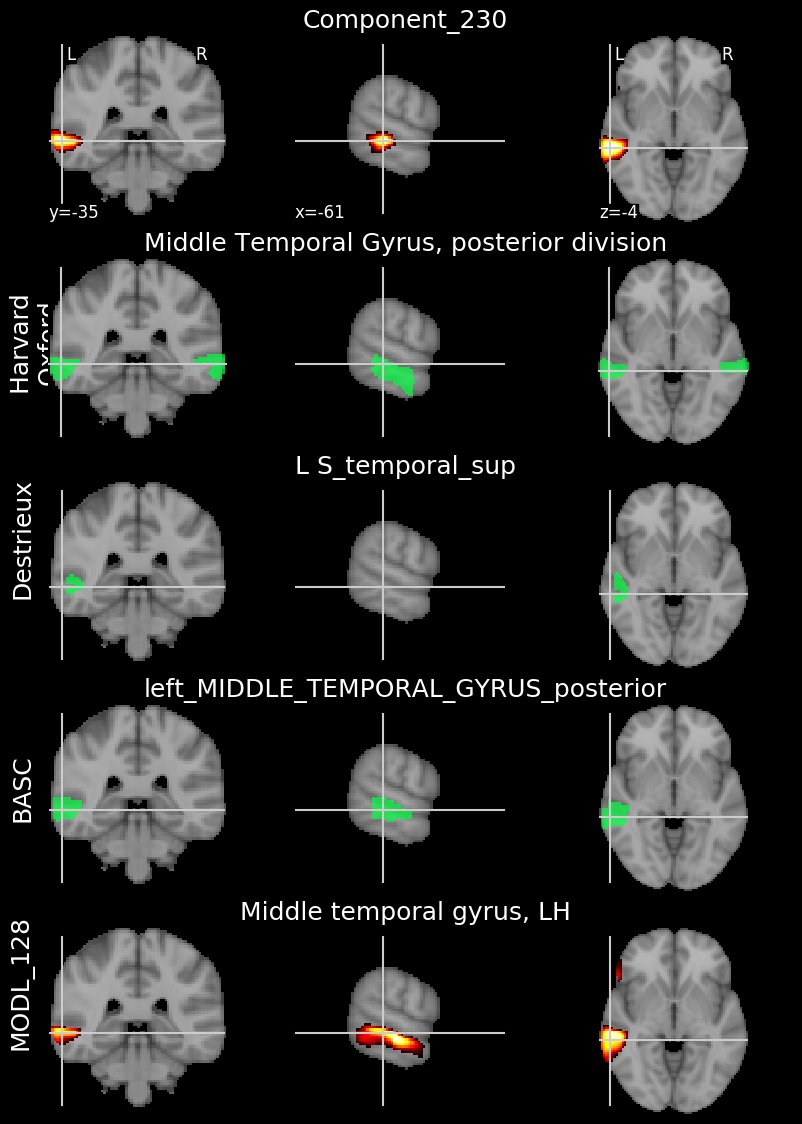 Component_230
L R L R
y=-35 x=-61 z=-4
Middle Temporal Gyrus, posterior division
Harvard
Oxford
L S_temporal_sup
Destrieux
left_MIDDLE_TEMPORAL_GYRUS_posterior
BASC
Middle temporal gyrus, LH
MODL_128